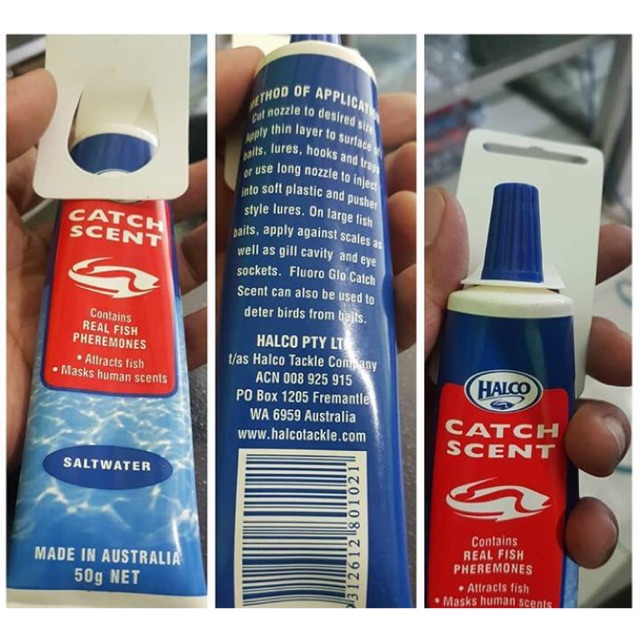 CATCH
SCENT
Contains
REAL FISH
PHEREMONES
• Attracts fish
• Masks human scents
SALTWATER
MADE IN AUSTRALIA
50g NET
METHOD OF APPLICATION
Cut nozzle to desired size
Apply thin layer to surface of
baits, lures, hooks and traps
or use long nozzle to inject
into soft plastic and pusher
style lures. On large fish
baits, apply against scales as
well as gill cavity and eye
sockets. Fluoro Glo Catch
Scent can also be used to
deter birds from baits.
HALCO PTY LTD
t/as Halco Tackle Company
ACN 008 925 915
PO Box 1205 Fremantle
WA 6959 Australia
www.halcotackle.com
9312612801021
HALCO
CATCH
SCENT
Contains
REAL FISH
PHEREMONES
• Attracts fish
• Masks human scents